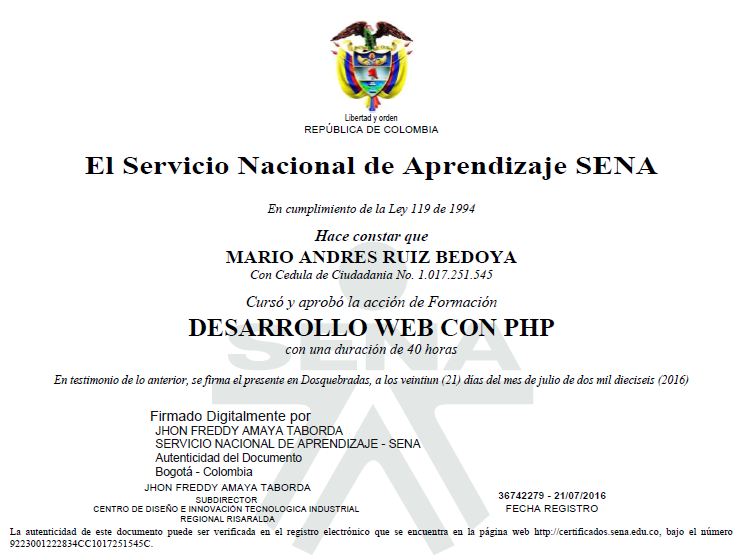 Libertad y orden
REPÚBLICA DE COLOMBIA
El Servicio Nacional de Aprendizaje SENA
En cumplimiento de la Ley 119 de 1994
Hace constar que
MARIO ANDRES RUIZ BEDOYA
Con Cedula de Ciudadania No. 1.017.251.545
Cursó y aprobó la acción de Formación
DESARROLLO WEB CON PHP
SENA
con una duración de 40 horas
En testimonio de lo anterior, se firma el presente en Dosquebradas, a los veintiun (21) dias del mes de julio de dos mil dieciseis (2016)
Firmado Digitalmente por
JHON FREDDY AMAYA TABORDA
SERVICIO NACIONAL DE APRENDIZAJE - SENA
Autenticidad del Documento
Bogotá - Colombia
JHON FREDDY AMAYA TABORDA
SUBDIRECTOR
CENTRO DE DISEÑO E INNOVACIÓN TECNOLOGICA INDUSTRIAL
REGIONAL RISARALDA
36742279 - 21/07/2016
FECHA REGISTRO
La autenticidad de este documento puede ser verificada en el registro electrónico que se encuentra en la página web http://certificados.sena.edu.co, bajo el número
9223001222834CC1017251545C.